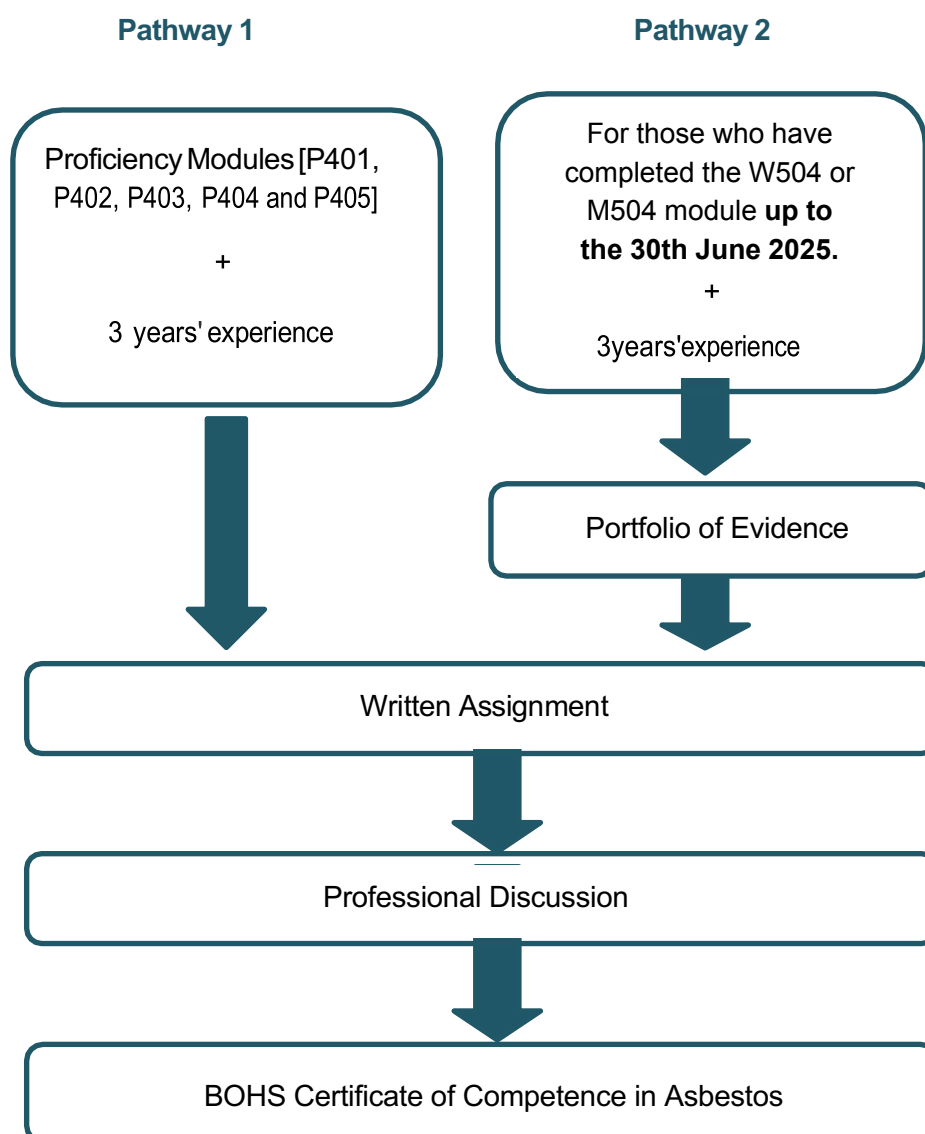 Pathway 1
Proficiency Modules [P401,
P402, P403, P404 and P405]
+
3 years' experience
Pathway 2
For those who have
completed the W504 or
M504 module up to
the 30th June 2025.
+
3years'experience
Portfolio of Evidence
Written Assignment
Professional Discussion
BOHS Certificate of Competence in Asbestos